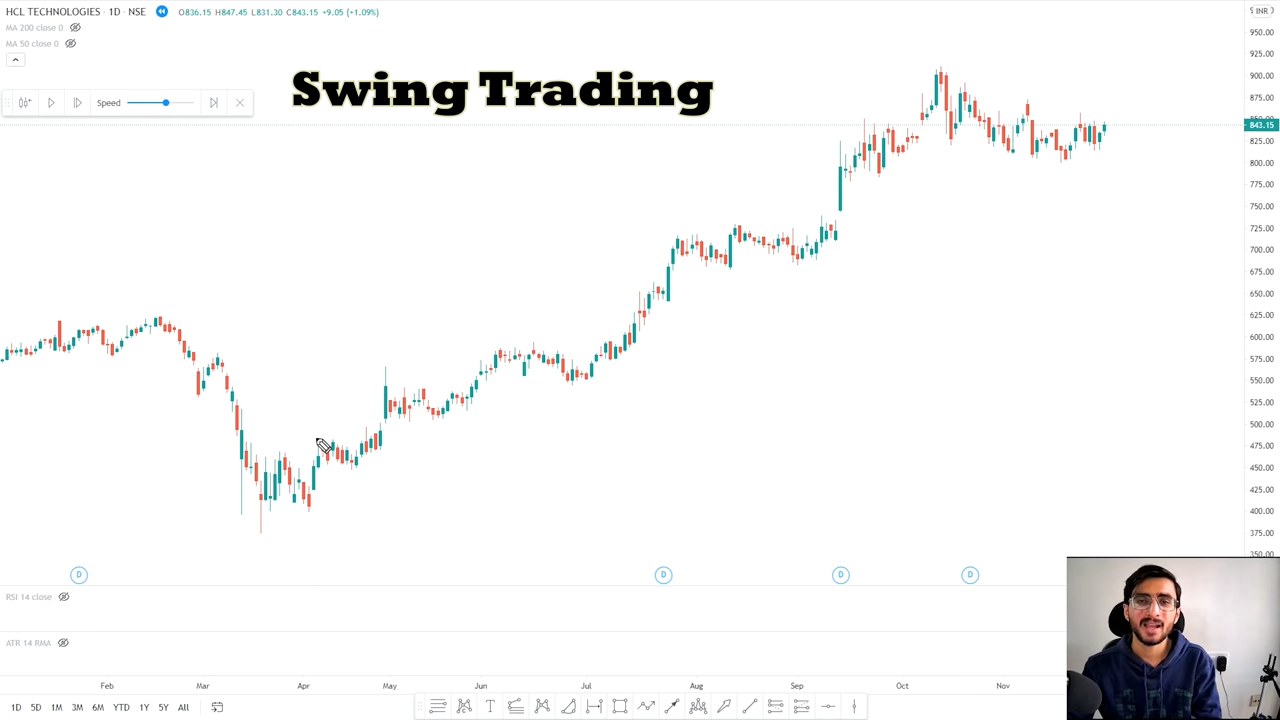 HCL TECHNOLOGIES · 1D · NSE O836.15 H847.45 L831.30 C843.15 +9.05 (+1.09%)
MA 200 close 0
MA 50 close 0
Swing Trading
Speed
INR
950.00
925.00
900.00
875.00
843.15
825.00
800.00
775.00
750.00
725.00
700.00
675.00
650.00
625.00
600.00
575.00
550.00
525.00
500.00
475.00
450.00
425.00
400.00
375.00
350.00
D D D D
RSI 14 close
ATR 14 RMA
Feb Mar Apr May Jun Jul Aug Sep Oct Nov
1D 5D 1M 3M 6M YTD 1Y 5Y All